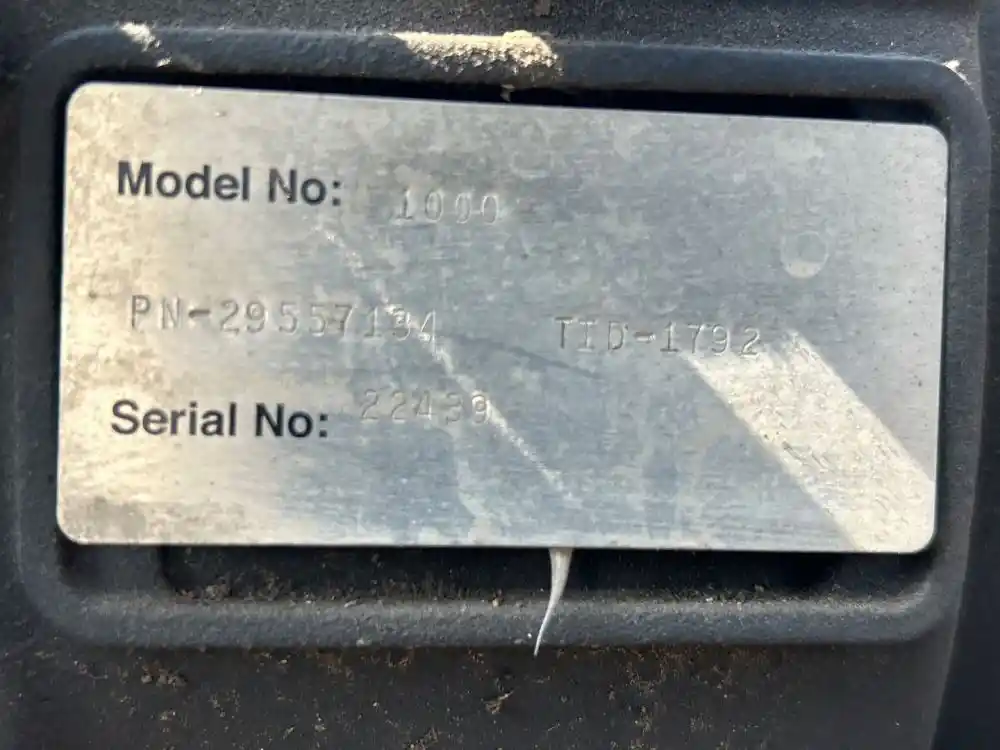 Model No: 1000
PN-29557134 TID-1792
Serial No: 22439